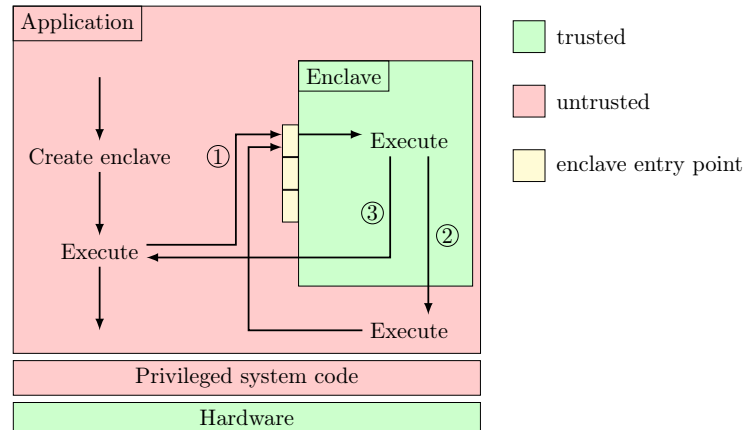 Application
trusted
Enclave
untrusted
①
Execute
Create enclave
enclave entry point
③
②
Execute
Execute
Privileged system code
Hardware